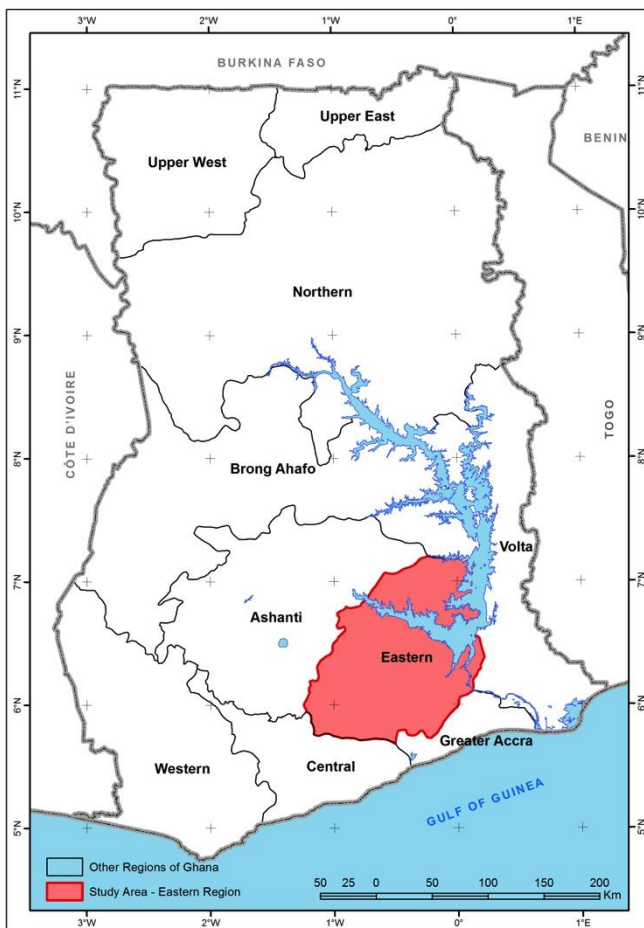 3°W 2°W 1°W 0° 1°E
BURKINA FASO
11°N 11°N
Upper East
BENIN
Upper West
10°N 10°N
Northern
9°N 9°N
CÔTE D'IVOIRE
TOGO
8°N 8°N
Brong Ahafo
Volta
7°N 7°N
Ashanti
Eastern
6°N 6°N
Greater Accra
Western
Central
GULF OF GUINEA
5°N 5°N
Other Regions of Ghana
Study Area - Eastern Region
50 25 0 50 100 150 200
Km
3°W 2°W 1°W 0° 1°E